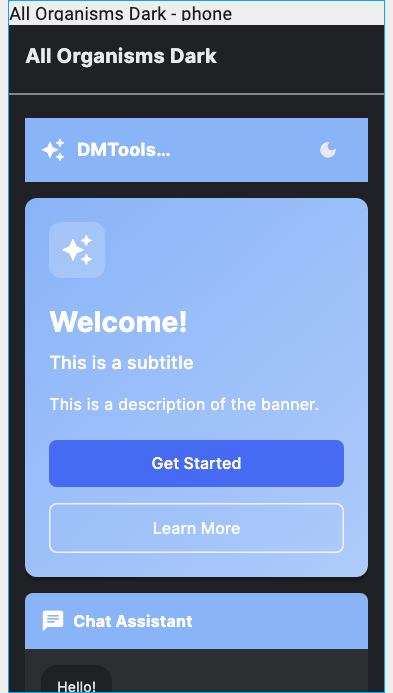 All Organisms Dark - phone
All Organisms Dark
DMTools...
Welcome!
This is a subtitle
This is a description of the banner.
Get Started
Learn More
Chat Assistant
Hello!